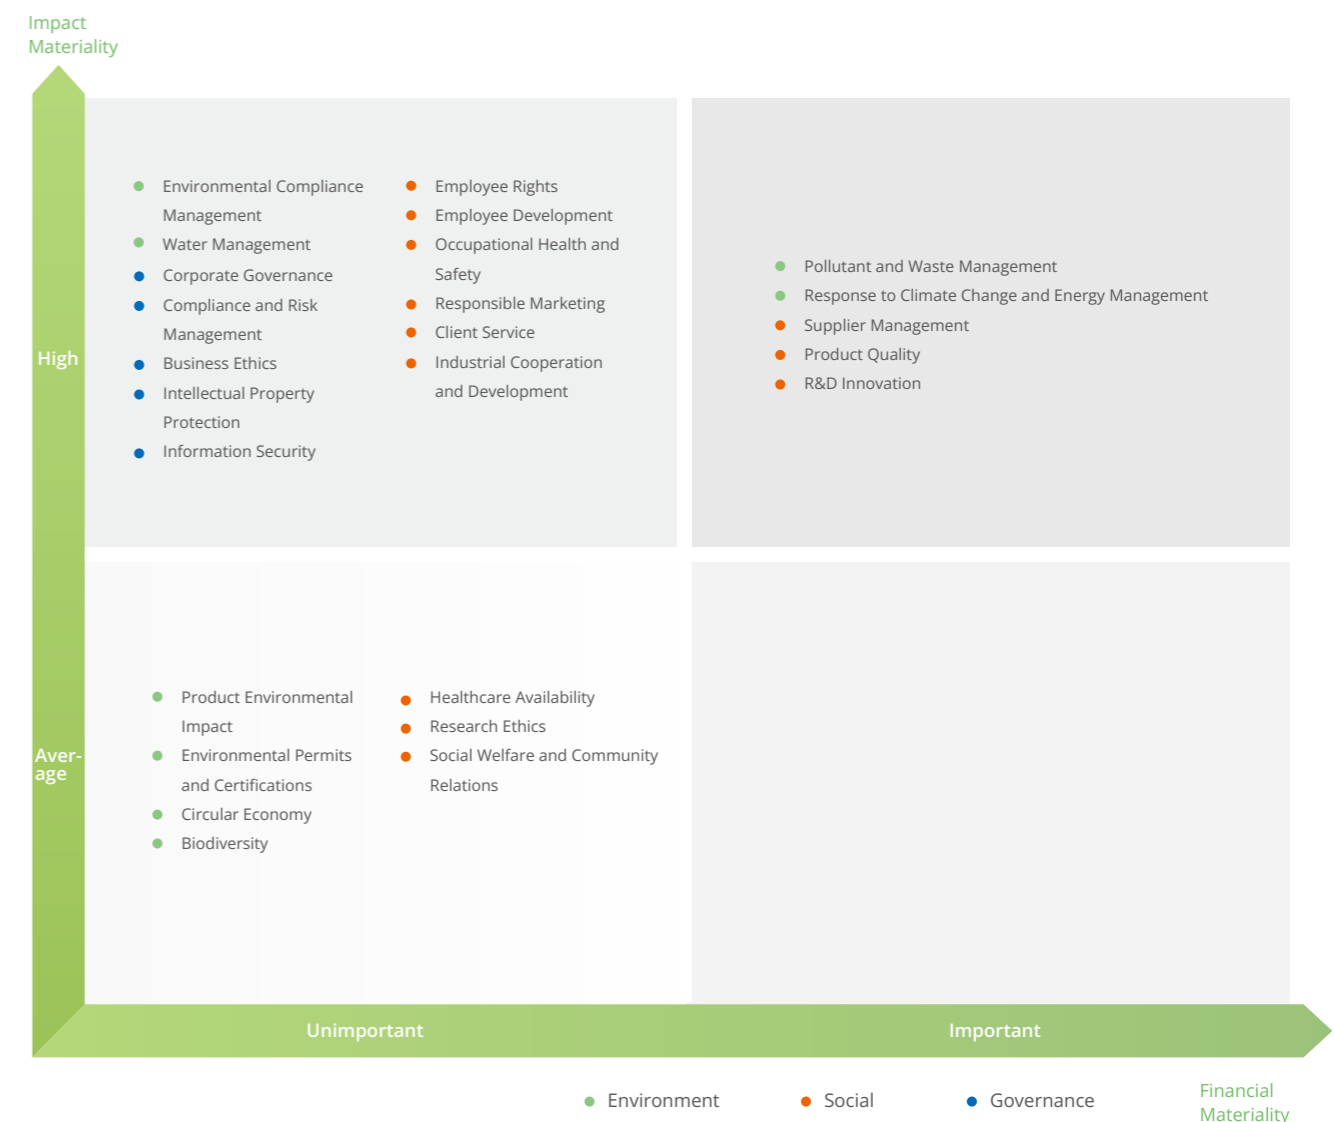 Impact
Materiality
High
Environmental Compliance
Management
Water Management
Corporate Governance
Compliance and Risk
Management
Business Ethics
Intellectual Property
Protection
Information Security
Employee Rights
Employee Development
Occupational Health and
Safety
Responsible Marketing
Client Service
Industrial Cooperation
and Development
Pollutant and Waste Management
Response to Climate Change and Energy Management
Supplier Management
Product Quality
R&D Innovation
Aver-
age
Product Environmental
Impact
Environmental Permits
and Certifications
Circular Economy
Biodiversity
Healthcare Availability
Research Ethics
Social Welfare and Community
Relations
Unimportant
Important
Environment
Social
Governance
Financial
Materiality